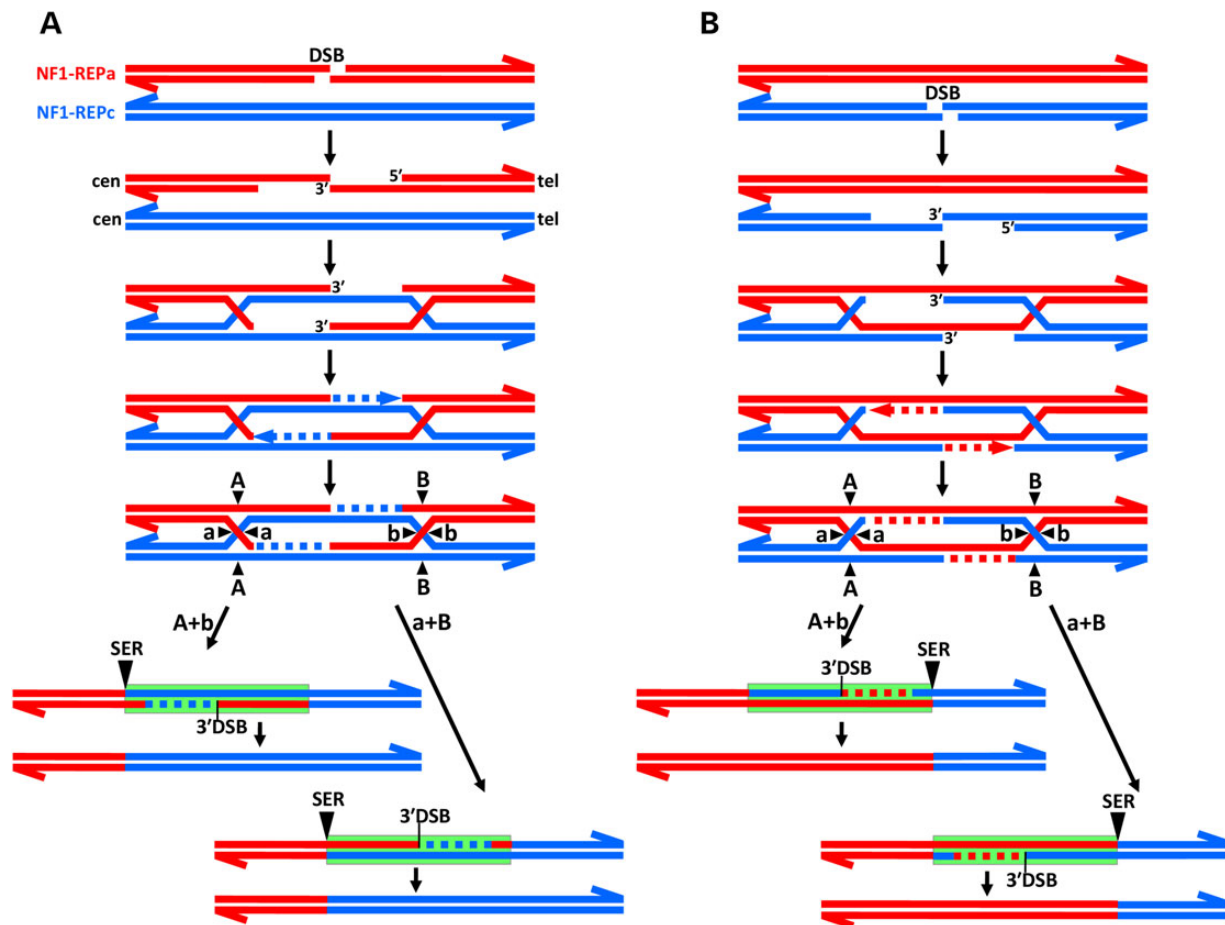 A
DSB
NF1-REPa
NF1-REPc
cen 3′ 5′ tel
cen tel
3′
3′
A B
a a b b
A B
A+b a+B
SER
3′DSB
SER 3′DSB
B
DSB
3′
5′
3′
3′
A B
a a b b
A B
A+b a+B
3′DSB SER
SER
3′DSB